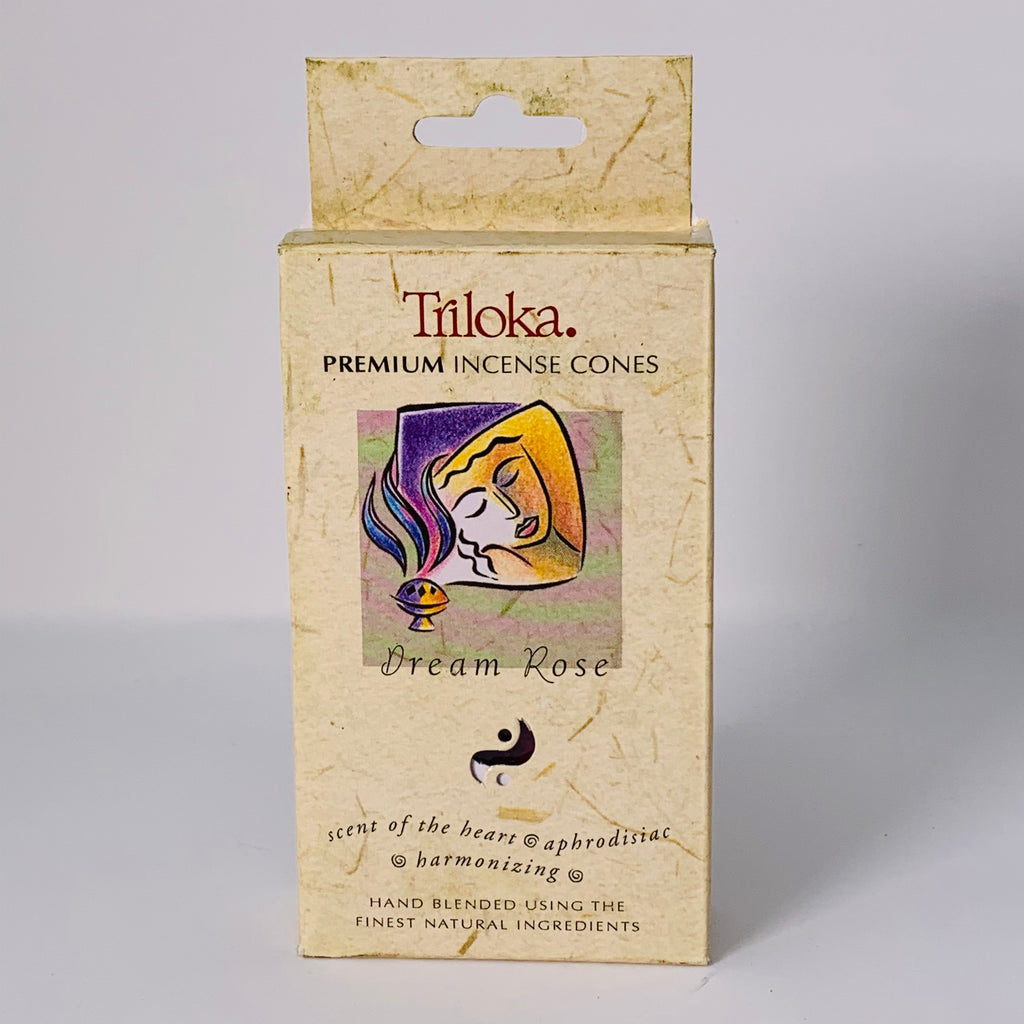 Triloka.
PREMIUM INCENSE CONES
Dream Rose
scent of the heart aphrodisiac
harmonizing
HAND BLENDED USING THE
FINEST NATURAL INGREDIENTS